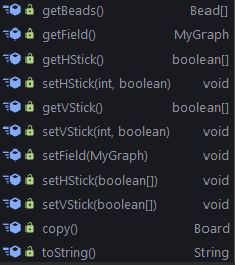 getBeads() Bead[]
getField() MyGraph
getHStick() boolean[]
setHStick(int, boolean) void
getVStick() boolean[]
setVStick(int, boolean) void
setField(MyGraph) void
setHStick(boolean[]) void
setVStick(boolean[]) void
copy() Board
toString() String